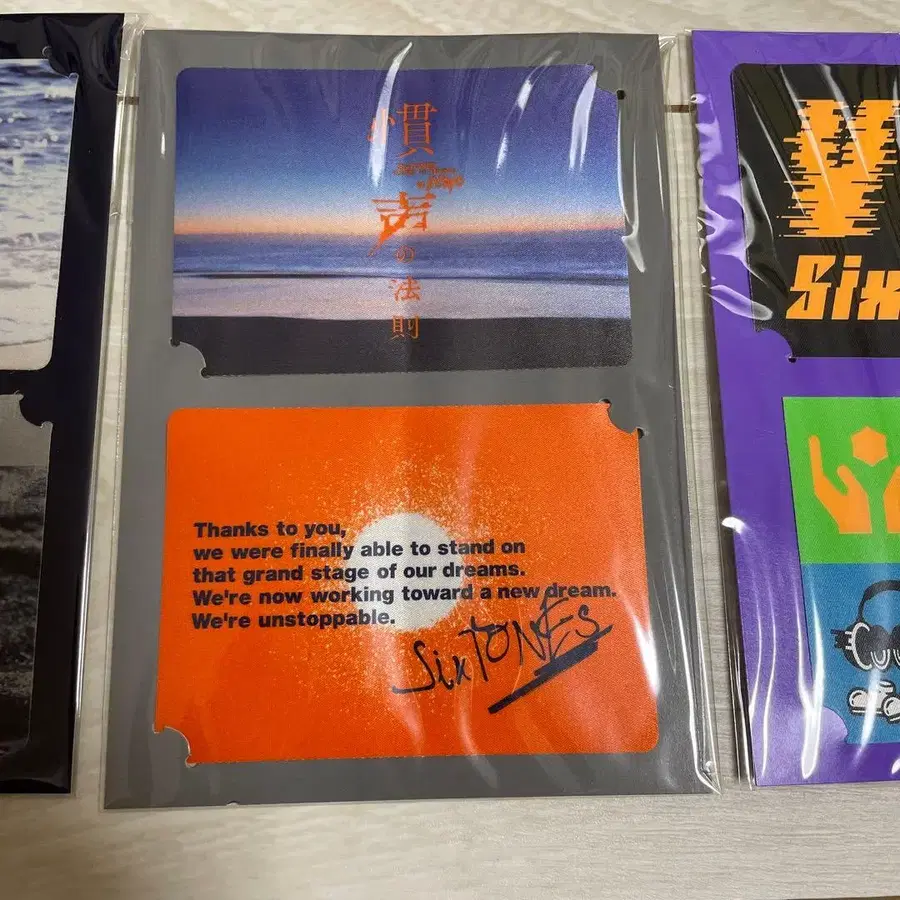 慣声の法則
Thanks to you,
we were finally able to stand on
that grand stage of our dreams.
We're now working toward a new dream.
We're unstoppable.
SixTONES
Six